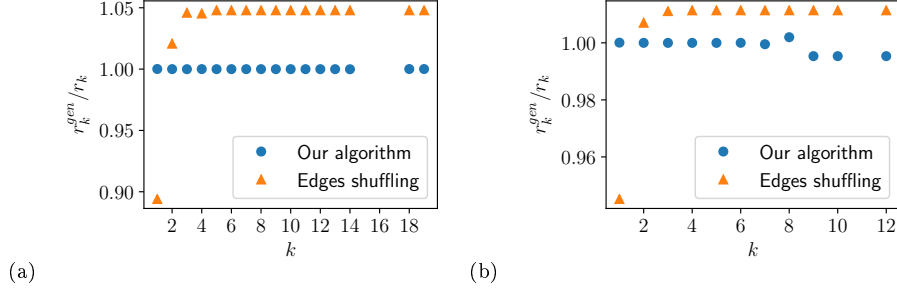 1.05
1.00
0.95
0.90
r_k^{gen}/r_k
Our algorithm
Edges shuffling
2 4 6 8 10 12 14 16 18
k
(a)
1.00
0.98
0.96
r_k^{gen}/r_k
Our algorithm
Edges shuffling
2 4 6 8 10 12
k
(b)